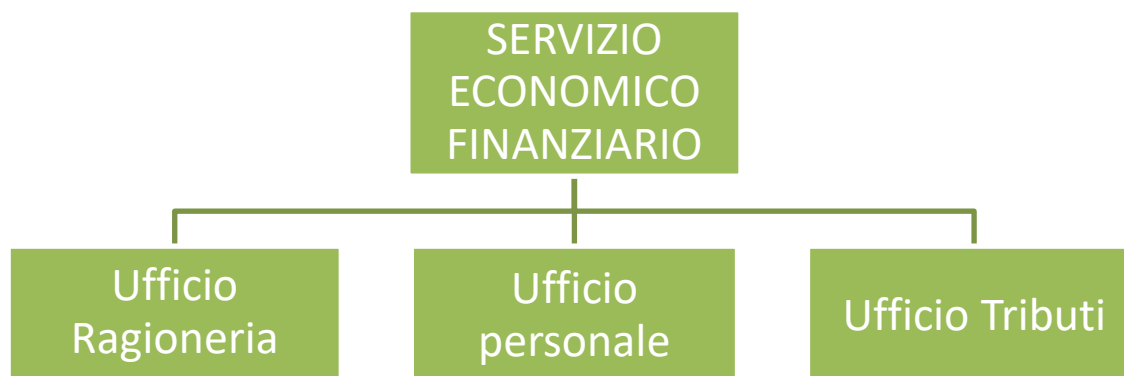 SERVIZIO
ECONOMICO
FINANZIARIO
Ufficio
Ragioneria
Ufficio
personale
Ufficio Tributi